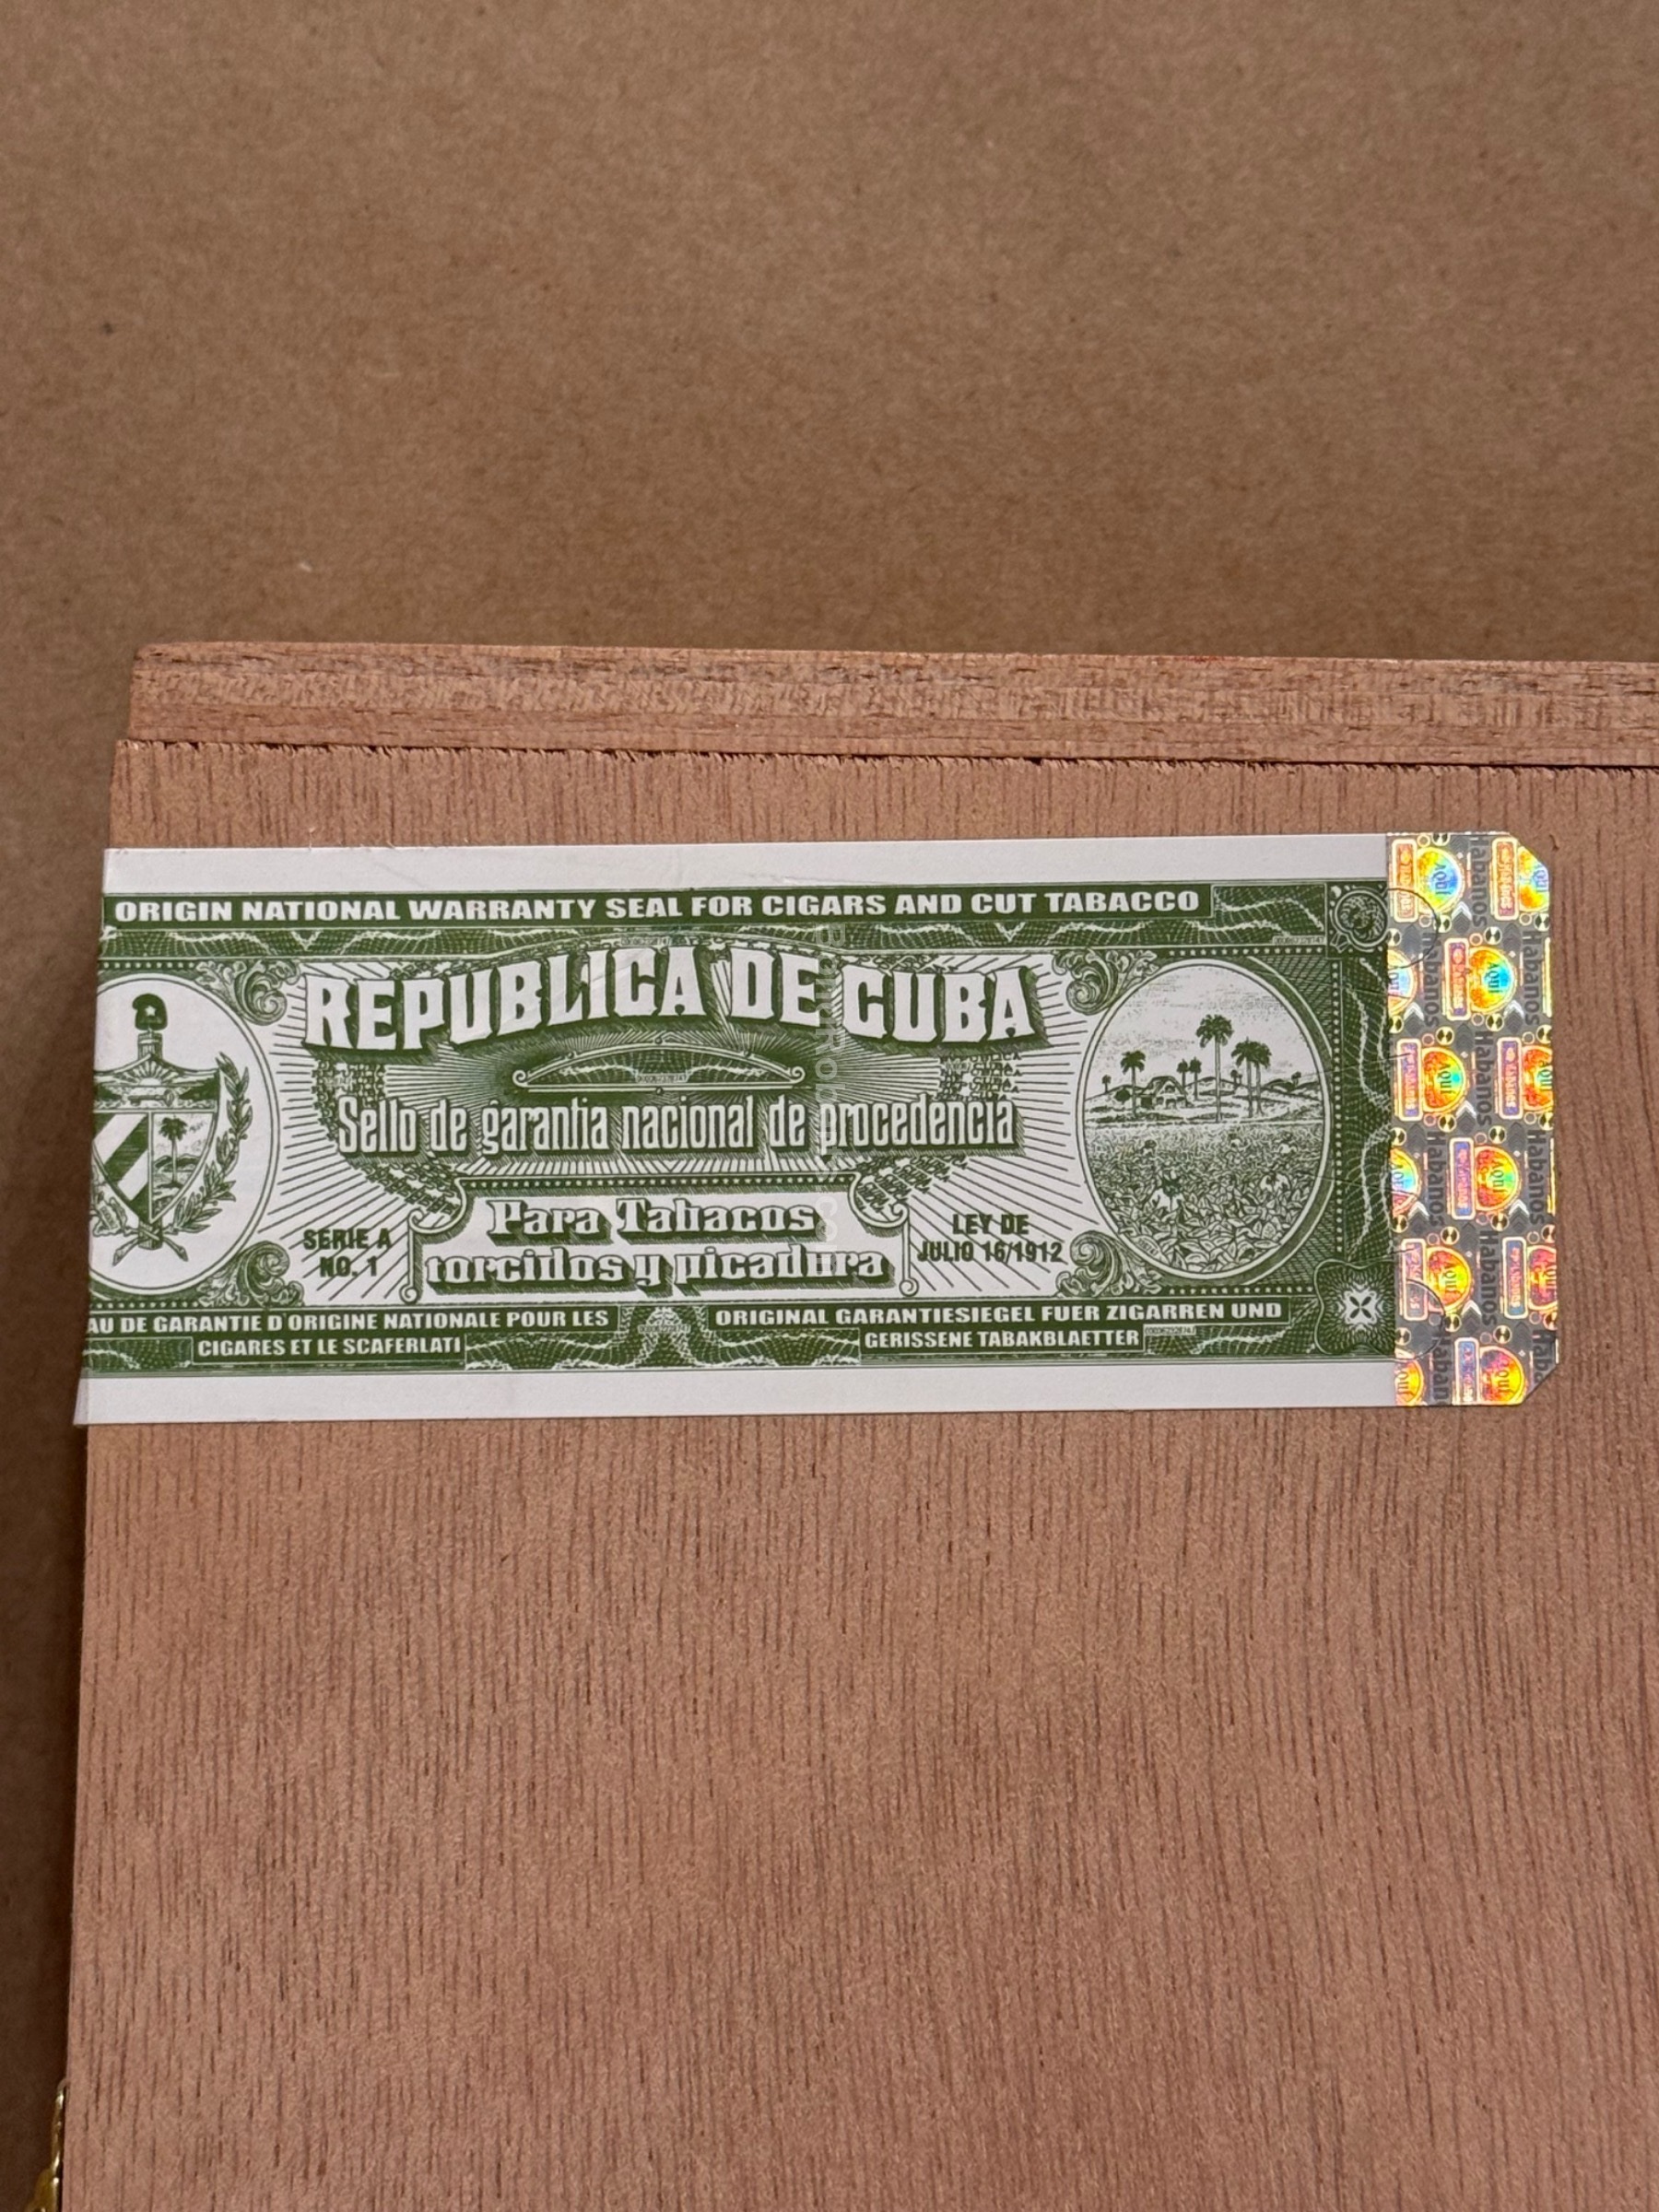 ORIGIN NATIONAL WARRANTY SEAL FOR CIGARS AND CUT TABACCO
REPUBLICA DE CUBA
Sello de garantia nacional de procedencia
Para Tabacos
torcidos y picadura
SERIE A
NO. 1
LEY DE
JULIO 16/1912
AU DE GARANTIE D'ORIGINE NATIONALE POUR LES
CIGARES ET LE SCAFERLATI
ORIGINAL GARANTIESIEGEL FUER ZIGARREN UND
GERISSENE TABAKBLAETTER
Habanos
Aquí